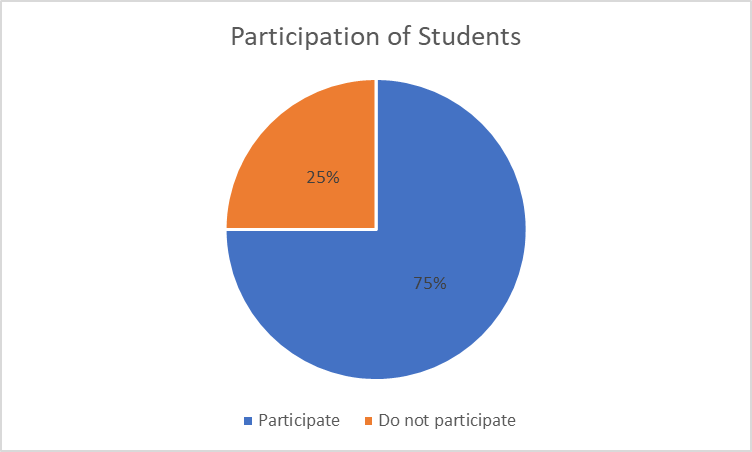 Participation of Students
25%
75%
Participate
Do not participate